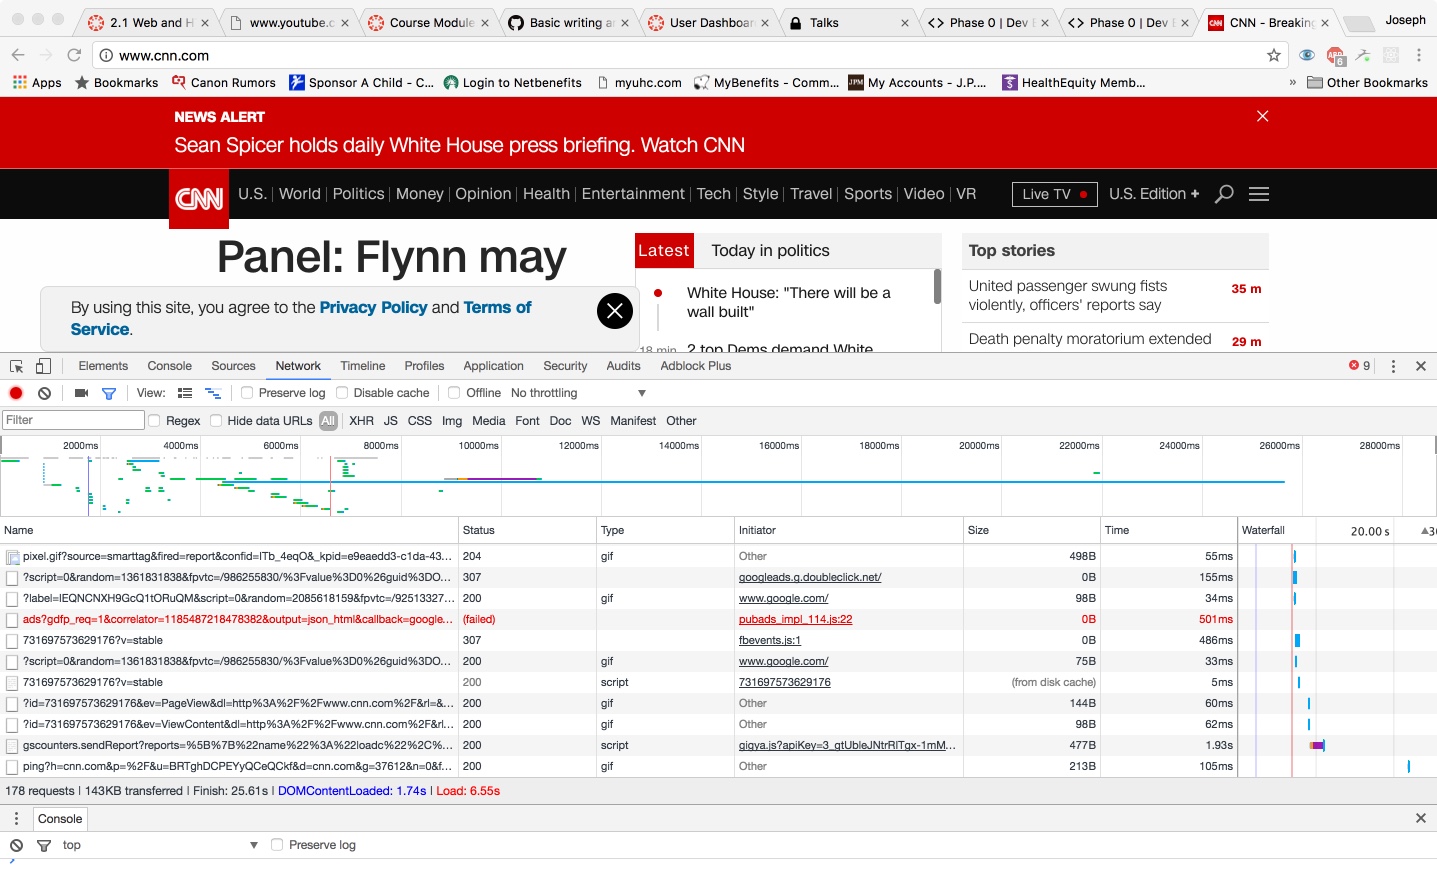 2.1 Web and H
www.youtube.c
Course Module
Basic writing a
User Dashboar
Talks
Phase 0 | Dev
Phase 0 | Dev
CNN - Breaking
Joseph
www.cnn.com
6
Apps
Bookmarks
Canon Rumors
Sponsor A Child - C...
Login to Netbenefits
myuhc.com
MyBenefits - Comm...
My Accounts - J.P....
HealthEquity Memb...
» Other Bookmarks
NEWS ALERT
Sean Spicer holds daily White House press briefing. Watch CNN
CNN U.S. World Politics Money Opinion Health Entertainment Tech Style Travel Sports Video VR Live TV U.S. Edition +
Panel: Flynn may
By using this site, you agree to the Privacy Policy and Terms of
Service.
Latest Today in politics
White House: "There will be a
wall built"
18 min 2 top Dems demand White
Top stories
United passenger swung fists
violently, officers' reports say 35 m
Death penalty moratorium extended 29 m
Elements Console Sources Network Timeline Profiles Application Security Audits Adblock Plus 9
View: Preserve log Disable cache Offline No throttling
Filter Regex Hide data URLs All XHR JS CSS Img Media Font Doc WS Manifest Other
2000ms 4000ms 6000ms 8000ms 10000ms 12000ms 14000ms 16000ms 18000ms 20000ms 22000ms 24000ms 26000ms 28000ms
Name Status Type Initiator Size Time Waterfall 20.00 s
pixel.gif?source=smarttag&fired=report&confid=ITb_4eqO&_kpid=e9eaedd3-c1da-43... 204 gif Other 498B 55ms
?script=0&random=1361831838&fpvtc=/986255830/%3Fvalue%3D0%26guid%3DO... 307 googleads.g.doubleclick.net/ 0B 155ms
?label=IEQNCNXH9GcQ1tORuQM&script=0&random=2085618159&fpvtc=/92513327... 200 gif www.google.com/ 98B 34ms
ads?gdfp_req=1&correlator=1185487218478382&output=json_html&callback=google... (failed) pubads_impl_114.js:22 0B 501ms
731697573629176?v=stable 307 fbevents.js:1 0B 486ms
?script=0&random=1361831838&fpvtc=/986255830/%3Fvalue%3D0%26guid%3DO... 200 gif www.google.com/ 75B 33ms
731697573629176?v=stable 200 script 731697573629176 (from disk cache) 5ms
?id=731697573629176&ev=PageView&dl=http%3A%2F%2Fwww.cnn.com%2F&rl=&... 200 gif Other 144B 60ms
?id=731697573629176&ev=ViewContent&dl=http%3A%2F%2Fwww.cnn.com%2F&rl... 200 gif Other 98B 62ms
gscounters.sendReport?reports=%5B%7B%22name%22%3A%22loadc%22%2C%... 200 script gigya.js?apiKey=3_gtUbleJNtrRITgx-1mM... 477B 1.93s
ping?h=cnn.com&p=%2F&u=BRTghDCPEYyQCeQCkf&d=cnn.com&g=37612&n=0&f... 200 gif Other 213B 105ms
178 requests | 143KB transferred | Finish: 25.61s | DOMContentLoaded: 1.74s | Load: 6.55s
Console
top Preserve log